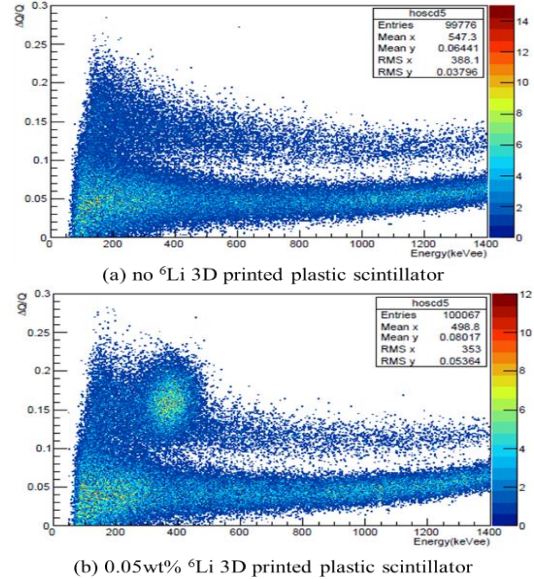 ΔQ/Q
0.3
0.25
0.2
0.15
0.1
0.05
0
hoscd5
Entries 99776
Mean x 547.3
Mean y 0.06441
RMS x 388.1
RMS y 0.03796
14
12
10
8
6
4
2
0
200 400 600 800 1000 1200 1400
Energy(keVee)
(a) no ⁶Li 3D printed plastic scintillator
ΔQ/Q
0.3
0.25
0.2
0.15
0.1
0.05
0
hoscd5
Entries 100067
Mean x 498.8
Mean y 0.08017
RMS x 353
RMS y 0.05364
12
10
8
6
4
2
0
200 400 600 800 1000 1200 1400
Energy(keVee)
(b) 0.05wt% ⁶Li 3D printed plastic scintillator